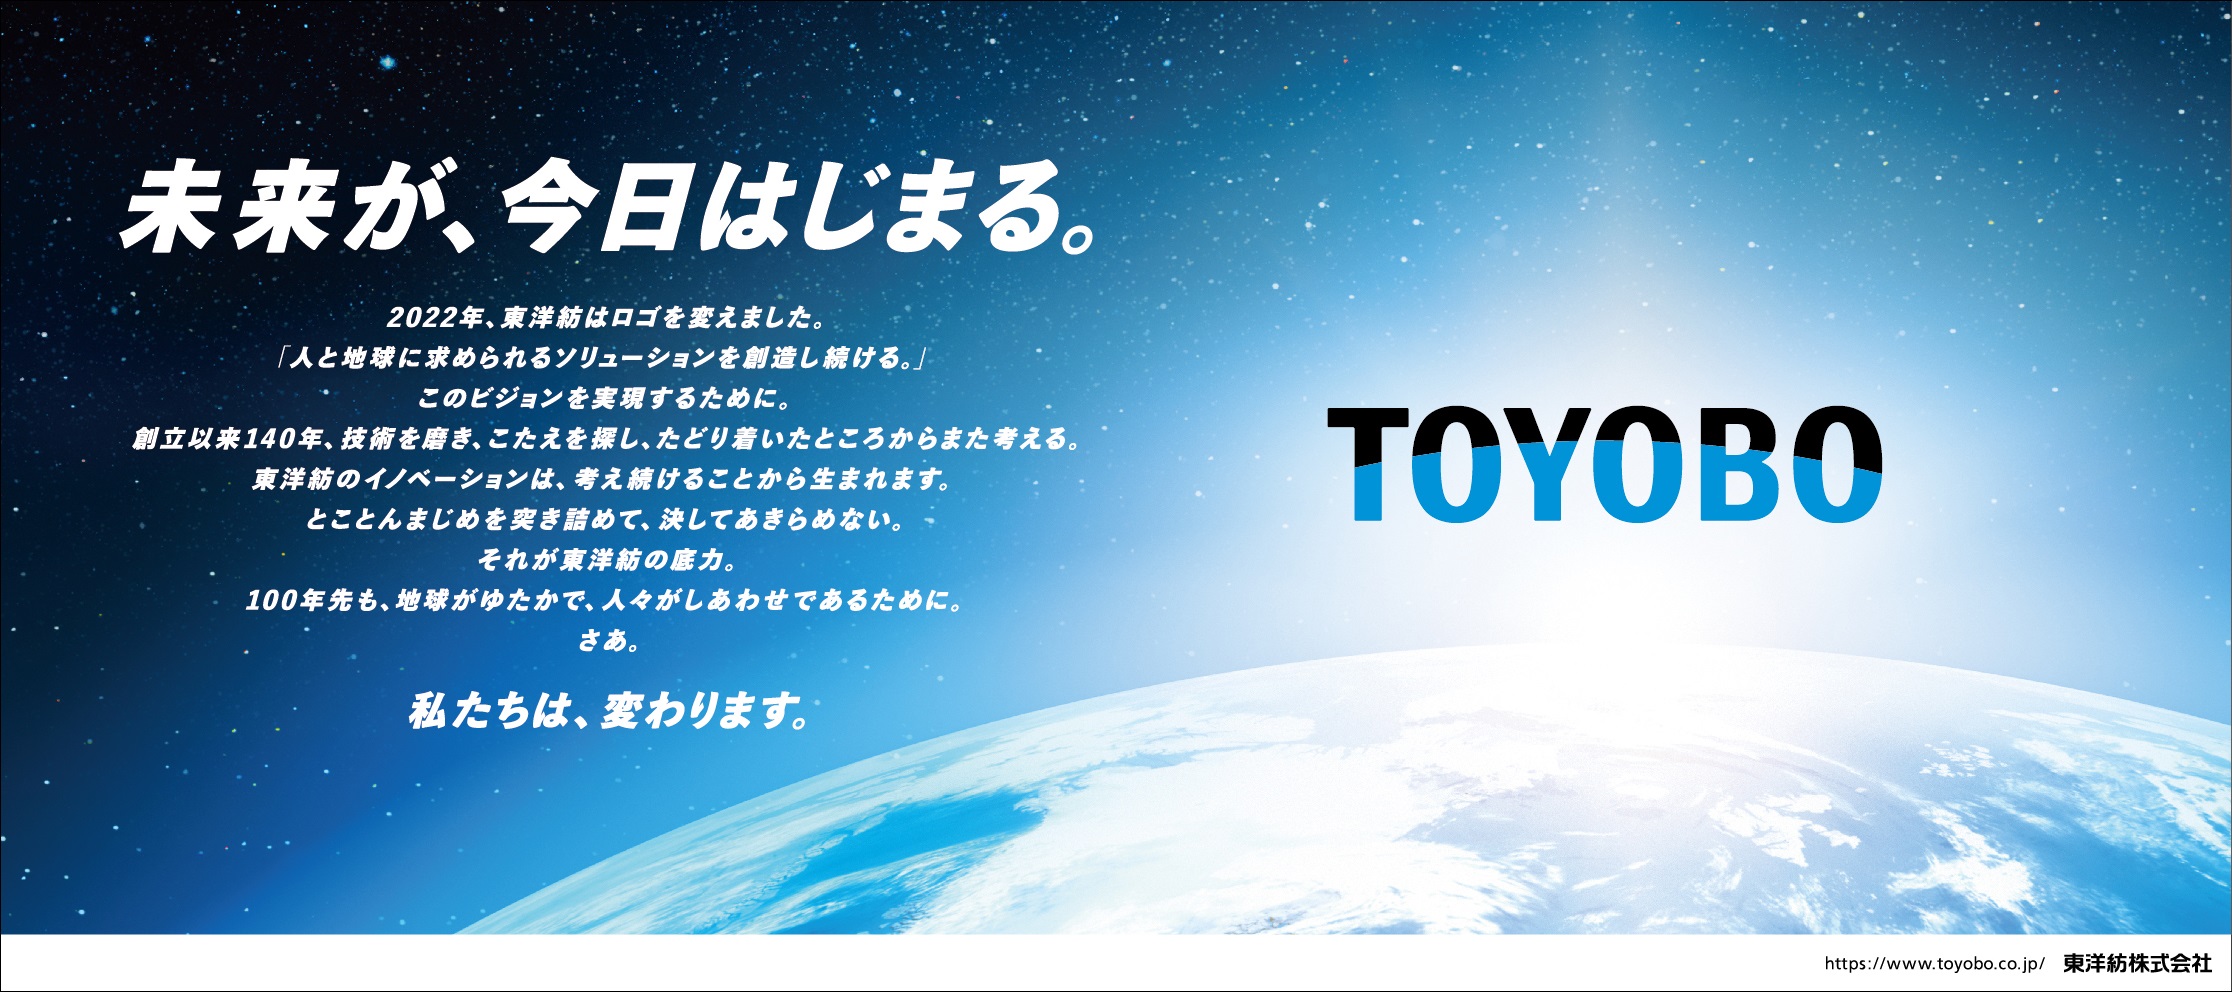 未来が、今日はじまる。
2022年、東洋紡はロゴを変えました。
「人と地球に求められるソリューションを創造し続ける。」
このビジョンを実現するために。
創立以来140年、技術を磨き、こたえを探し、たどり着いたところからまた考える。
東洋紡のイノベーションは、考え続けることから生まれます。
とことんまじめを突き詰めて、決してあきらめない。
それが東洋紡の底力。
100年先も、地球がゆたかで、人々がしあわせであるために。
さあ。
私たちは、変わります。
TOYOBO
https://www.toyobo.co.jp/ 東洋紡株式会社